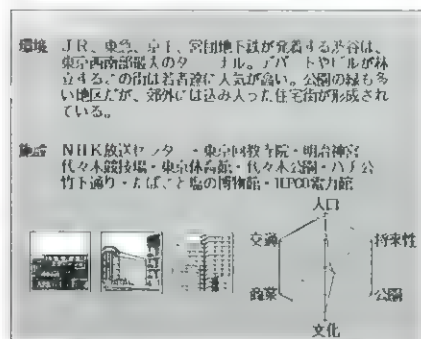 環境 JR、東急、京王、営団地下鉄が発着する渋谷は、
東京西南部最大のターミナル。デパートやビルが林
立するこの街は若者達に人気が高い。公園の緑も多
い地区だが、郊外には込み入った住宅街が形成され
ている。
施設 NHK放送センター・東京回教寺院・明治神宮
代々木競技場・東京体育館・代々木公園・ハチ公
竹下通り・たばこと塩の博物館・TEPCO電力館
人口
交通
将来性
商業
公園
文化